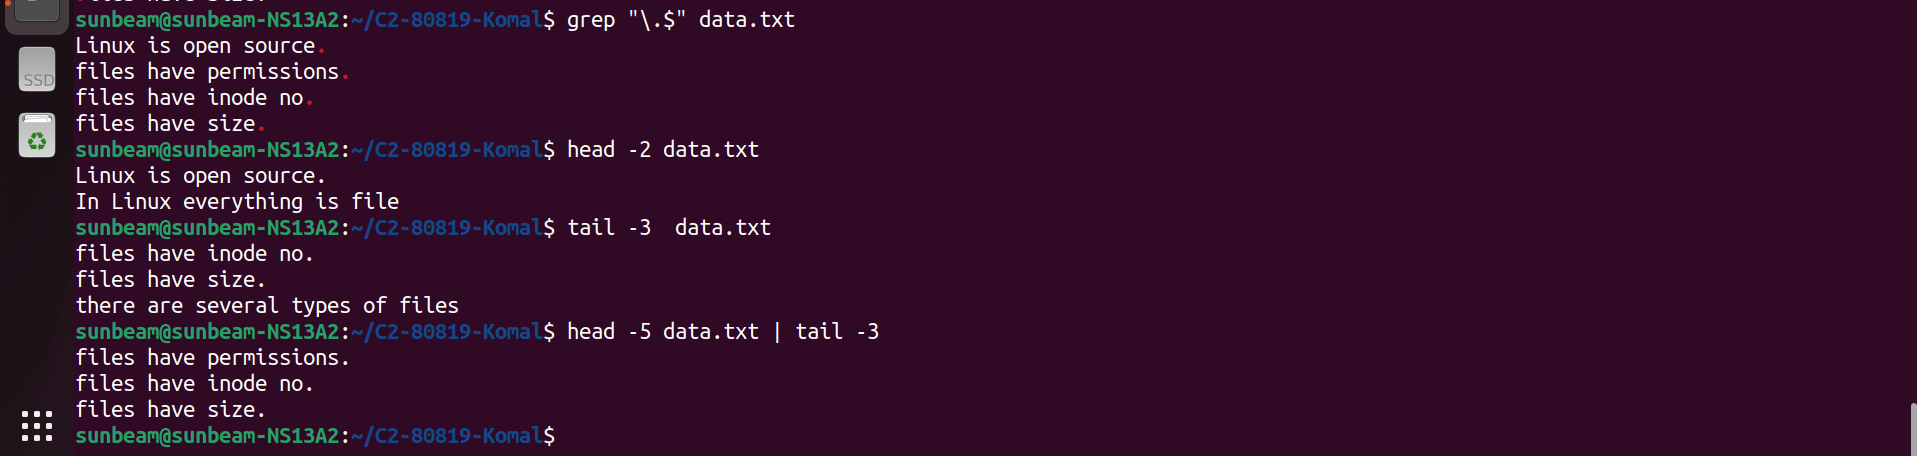 sunbeam@sunbeam-NS13A2:~/C2-80819-Komal$ grep "\.$" data.txt
Linux is open source.
files have permissions.
files have inode no.
files have size.
sunbeam@sunbeam-NS13A2:~/C2-80819-Komal$ head -2 data.txt
Linux is open source.
In Linux everything is file
sunbeam@sunbeam-NS13A2:~/C2-80819-Komal$ tail -3  data.txt
files have inode no.
files have size.
there are several types of files
sunbeam@sunbeam-NS13A2:~/C2-80819-Komal$ head -5 data.txt | tail -3
files have permissions.
files have inode no.
files have size.
sunbeam@sunbeam-NS13A2:~/C2-80819-Komal$
SSD